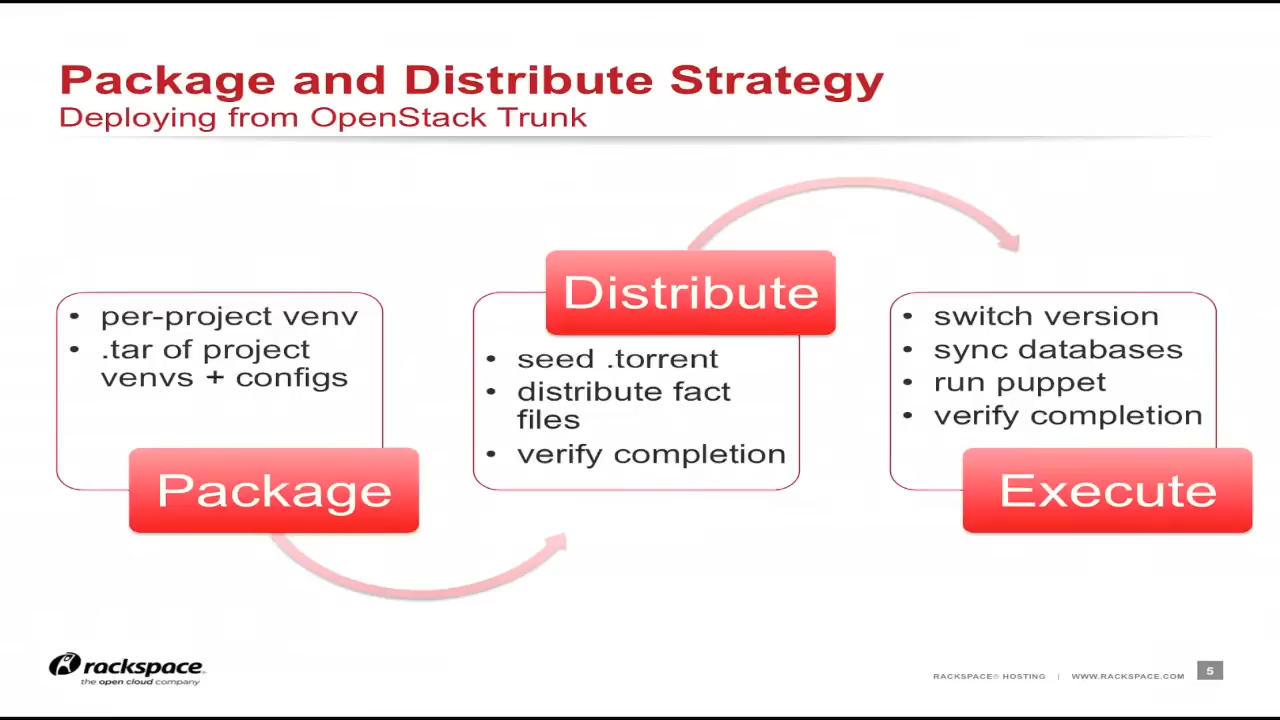 Package and Distribute Strategy
Deploying from OpenStack Trunk
• per-project venv
• .tar of project
venvs + configs
Package
Distribute
• seed .torrent
• distribute fact
files
• verify completion
• switch version
• sync databases
• run puppet
• verify completion
Execute
rackspace
the open cloud company
RACKSPACE® HOSTING | WWW.RACKSPACE.COM
5